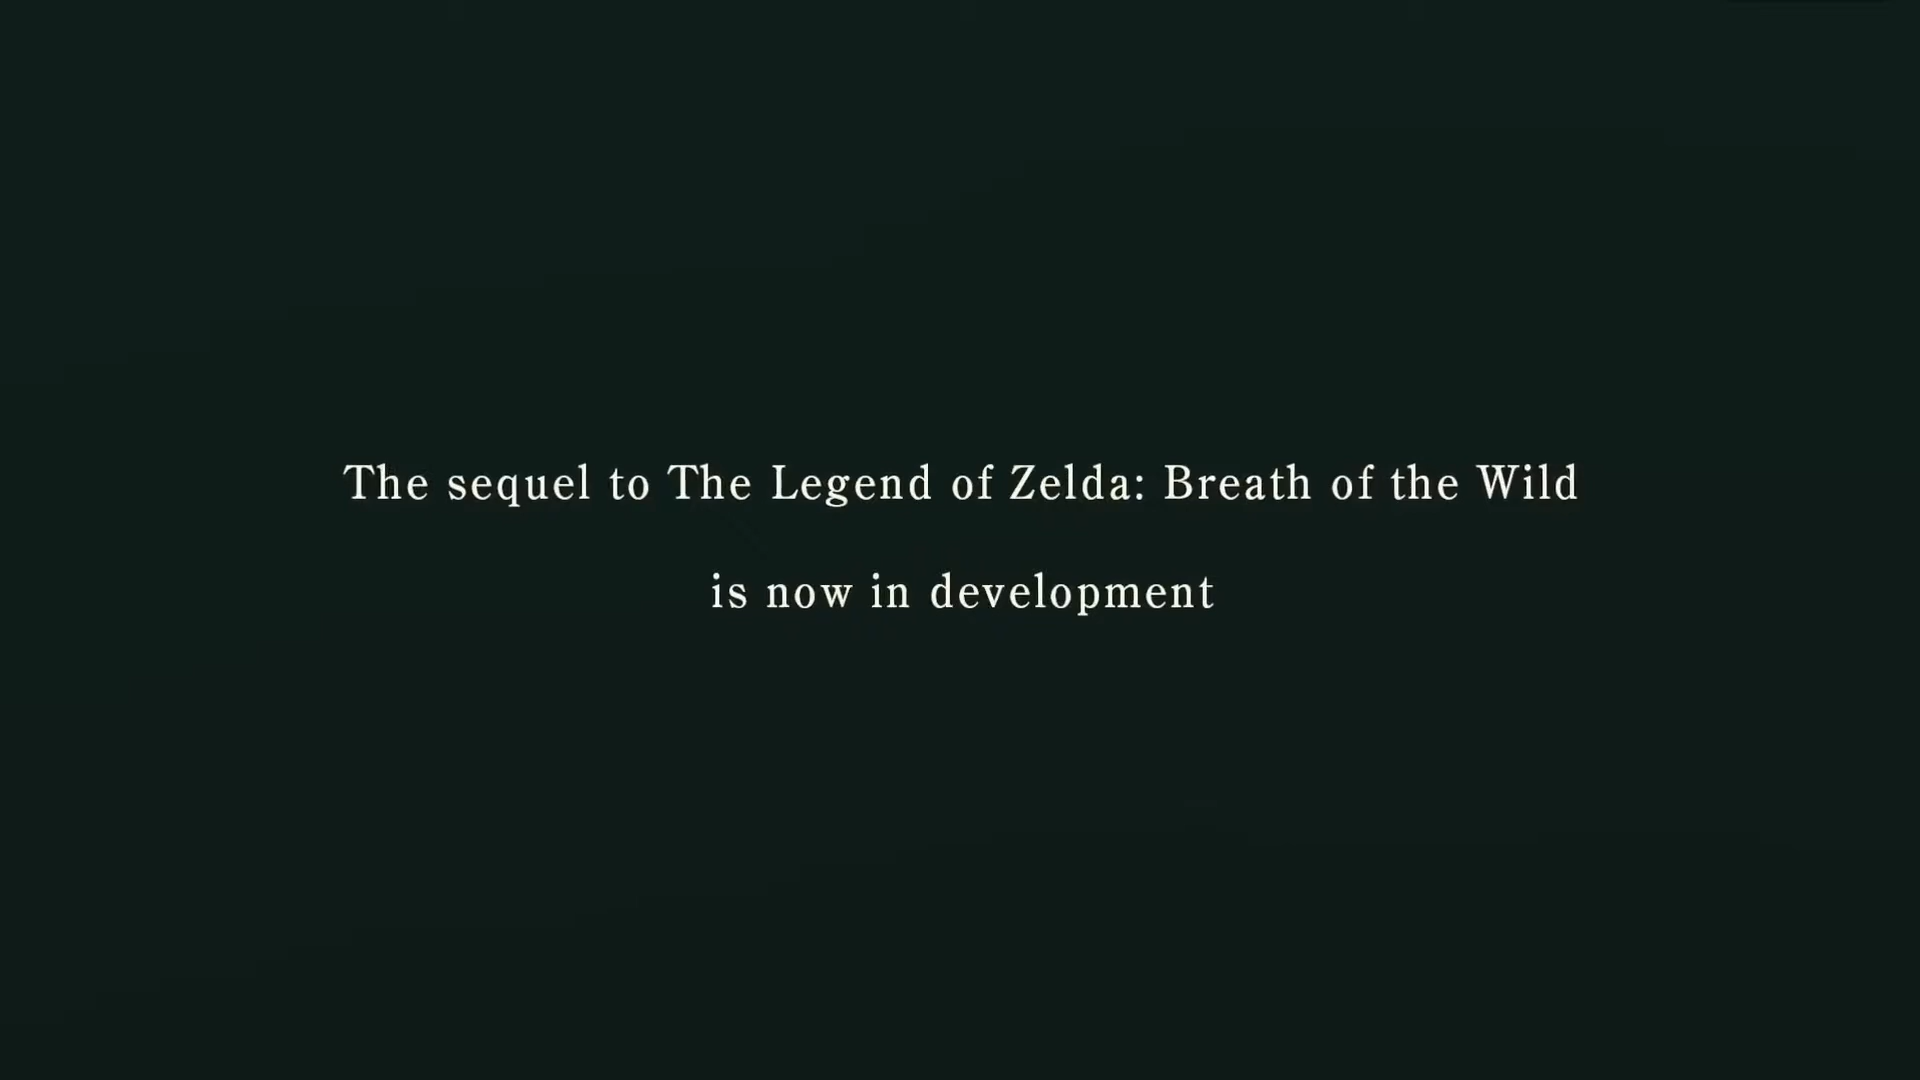 The sequel to The Legend of Zelda: Breath of the Wild
is now in development